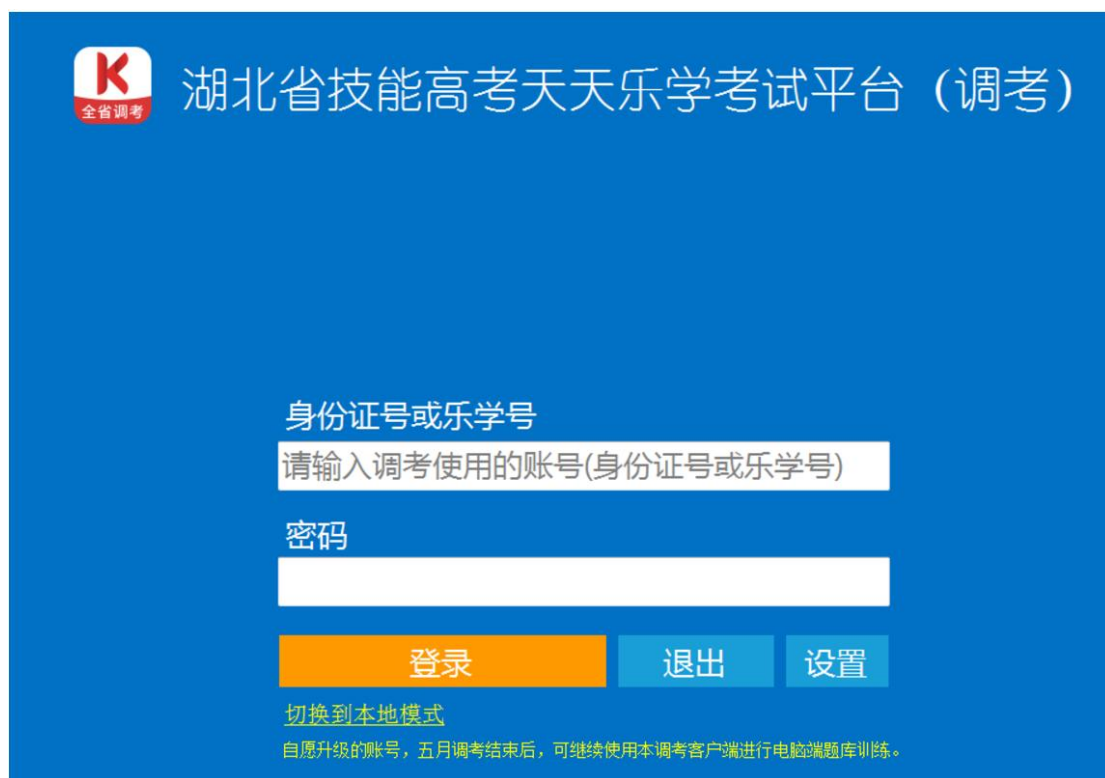 K
全省调考
湖北省技能高考天天乐学考试平台（调考）
身份证号或乐学号
请输入调考使用的账号(身份证号或乐学号)
密码
登录 退出 设置
切换到本地模式
自愿升级的账号，五月调考结束后，可继续使用本调考客户端进行电脑端题库训练。